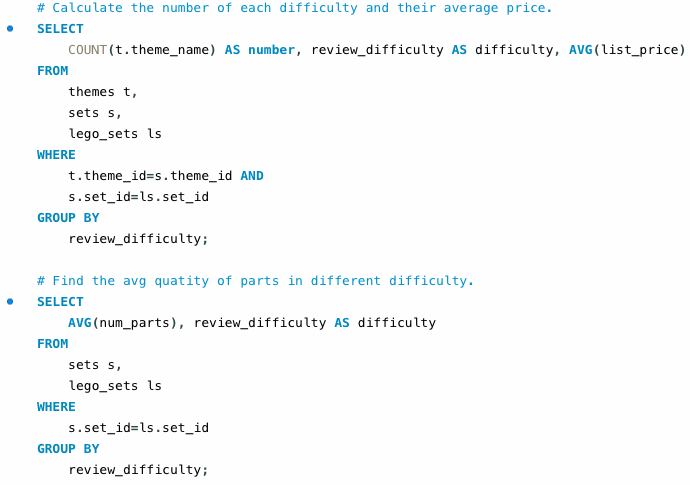 # Calculate the number of each difficulty and their average price.
SELECT
COUNT(t.theme_name) AS number, review_difficulty AS difficulty, AVG(list_price)
FROM
themes t,
sets s,
lego_sets ls
WHERE
t.theme_id=s.theme_id AND
s.set_id=ls.set_id
GROUP BY
review_difficulty;
# Find the avg quatity of parts in different difficulty.
SELECT
AVG(num_parts), review_difficulty AS difficulty
FROM
sets s,
lego_sets ls
WHERE
s.set_id=ls.set_id
GROUP BY
review_difficulty;